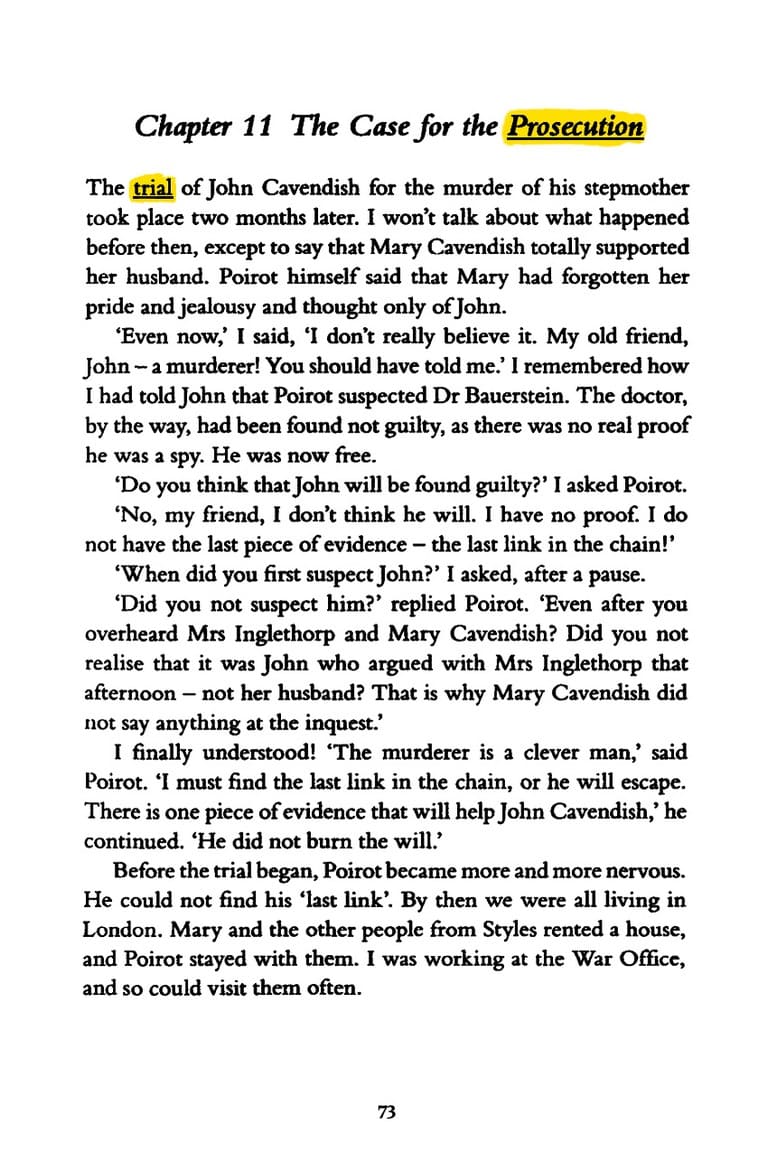 Chapter 11 The Case for the Prosecution
The trial of John Cavendish for the murder of his stepmother
took place two months later. I won’t talk about what happened
before then, except to say that Mary Cavendish totally supported
her husband. Poirot himself said that Mary had forgotten her
pride and jealousy and thought only of John.
‘Even now,’ I said, ‘I don’t really believe it. My old friend,
John – a murderer! You should have told me.’ I remembered how
I had told John that Poirot suspected Dr Bauerstein. The doctor,
by the way, had been found not guilty, as there was no real proof
he was a spy. He was now free.
‘Do you think that John will be found guilty?’ I asked Poirot.
‘No, my friend, I don’t think he will. I have no proof. I do
not have the last piece of evidence – the last link in the chain!’
‘When did you first suspect John?’ I asked, after a pause.
‘Did you not suspect him?’ replied Poirot. ‘Even after you
overheard Mrs Inglethorp and Mary Cavendish? Did you not
realise that it was John who argued with Mrs Inglethorp that
afternoon – not her husband? That is why Mary Cavendish did
not say anything at the inquest.’
I finally understood! ‘The murderer is a clever man,’ said
Poirot. ‘I must find the last link in the chain, or he will escape.
There is one piece of evidence that will help John Cavendish,’ he
continued. ‘He did not burn the will.’
Before the trial began, Poirot became more and more nervous.
He could not find his ‘last link’. By then we were all living in
London. Mary and the other people from Styles rented a house,
and Poirot stayed with them. I was working at the War Office,
and so could visit them often.
73